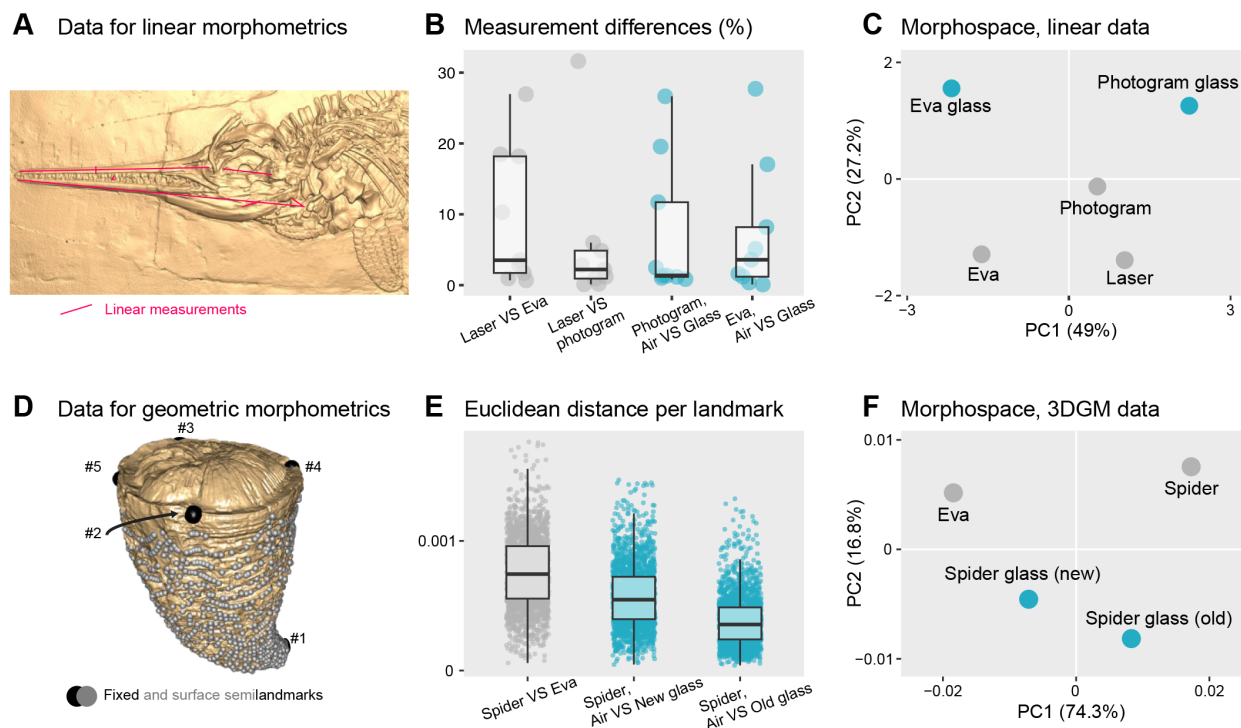 A Data for linear morphometrics
Linear measurements
B Measurement differences (%)
30
20
10
0
Laser VS Eva
Laser VS
photogram
Photogram,
Air VS Glass
Eva,
Air VS Glass
C Morphospace, linear data
PC2 (27.2%)
2
0
−2
Eva glass
Photogram glass
Photogram
Eva
Laser
−3
0
3
PC1 (49%)
D Data for geometric morphometrics
#3
#5
#4
#2
#1
Fixed and surface semilandmarks
E Euclidean distance per landmark
0.001
0
Spider VS Eva
Spider,
Air VS New glass
Spider,
Air VS Old glass
F Morphospace, 3DGM data
PC2 (16.8%)
0.01
0
−0.01
Eva
Spider
Spider glass (new)
Spider glass (old)
−0.02
0
0.02
PC1 (74.3%)